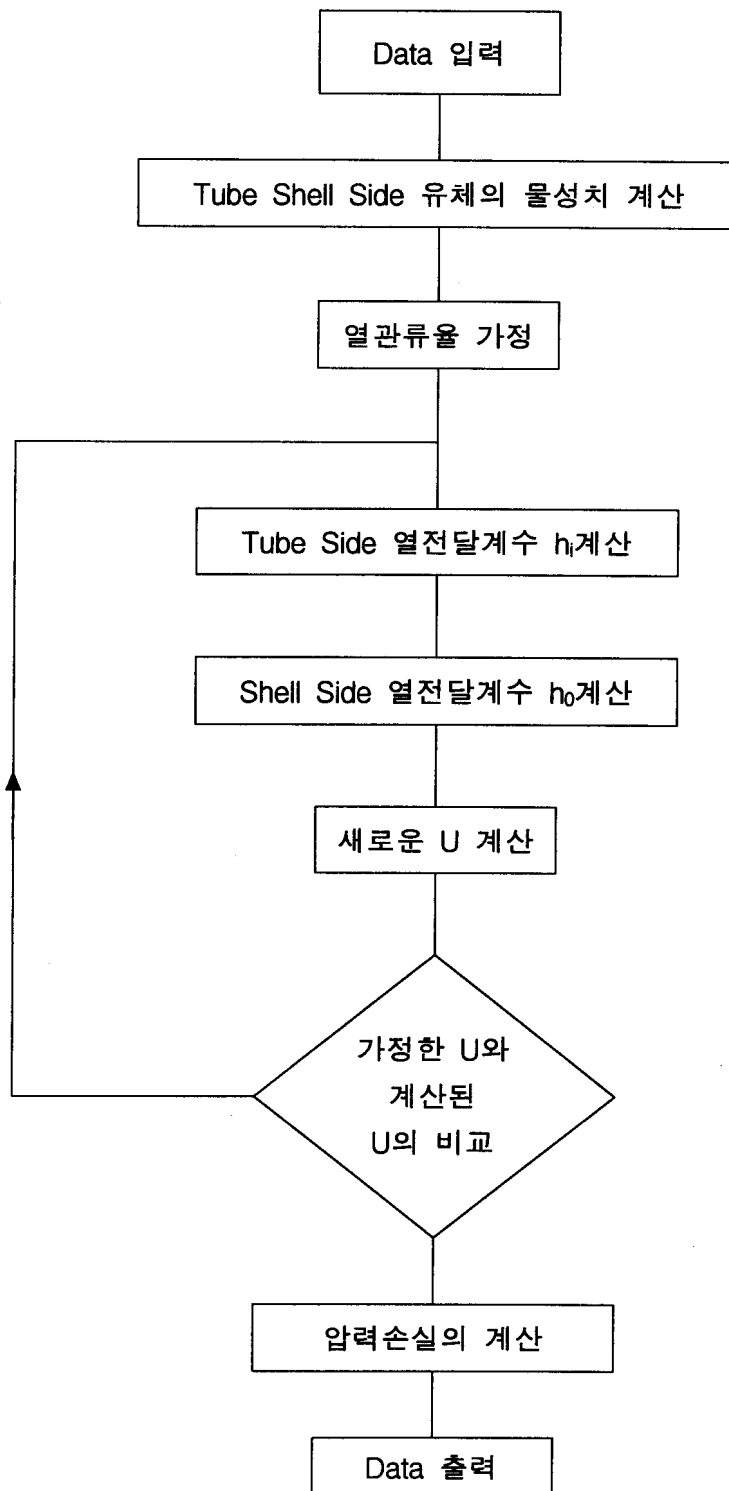 Data 입력
Tube Shell Side 유체의 물성치 계산
열관류율 가정
Tube Side 열전달계수 hi계산
Shell Side 열전달계수 h0계산
새로운 U 계산
가정한 U와
계산된
U의 비교
압력손실의 계산
Data 출력